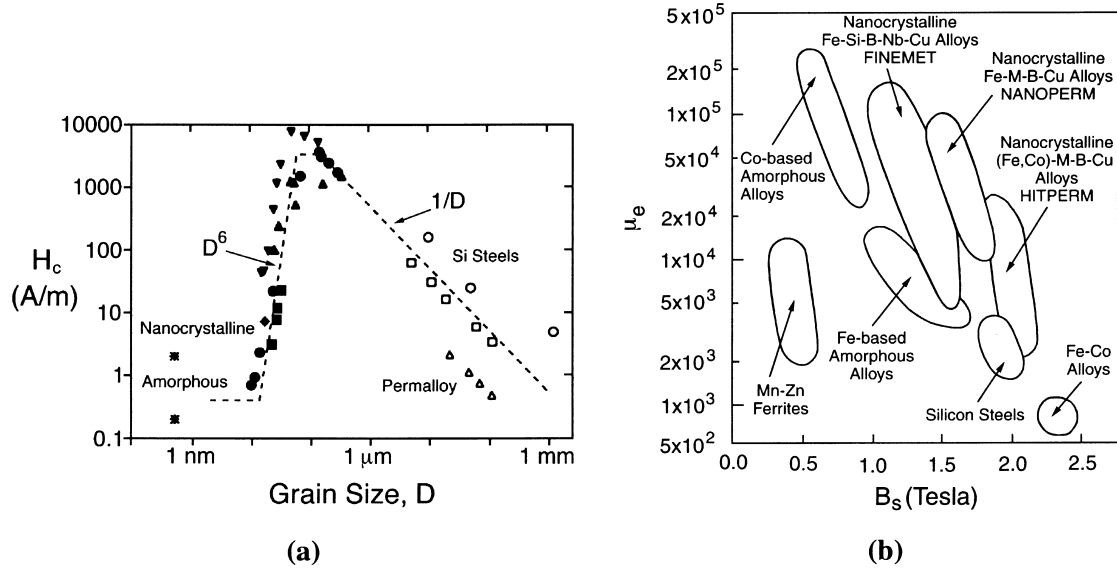 10000
1000
100
10
1
0.1
H_c
(A/m)
D^6
1/D
Si Steels
Nanocrystalline
Amorphous
Permalloy
1 nm
1 μm
1 mm
Grain Size, D
(a)
5x10^5
2x10^5
1x10^5
5x10^4
2x10^4
1x10^4
5x10^3
2x10^3
1x10^3
5x10^2
μ_e
Nanocrystalline
Fe-Si-B-Nb-Cu Alloys
FINEMET
Nanocrystalline
Fe-M-B-Cu Alloys
NANOPERM
Nanocrystalline
(Fe,Co)-M-B-Cu
Alloys
HITPERM
Co-based
Amorphous
Alloys
Fe-based
Amorphous
Alloys
Mn-Zn
Ferrites
Silicon Steels
Fe-Co
Alloys
0.0
0.5
1.0
1.5
2.0
2.5
B_s (Tesla)
(b)